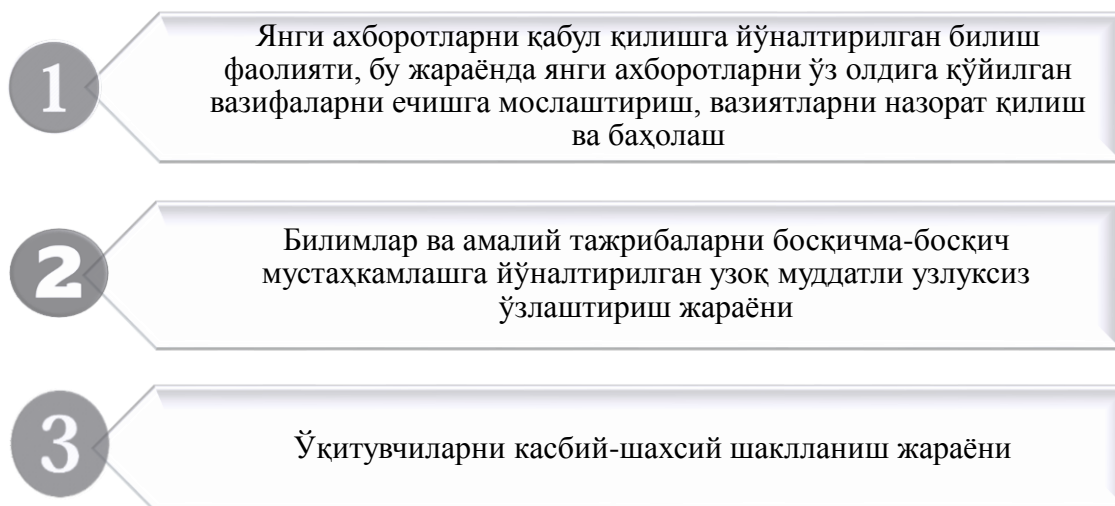 1
Янги ахборотларни қабул қилишга йўналтирилган билиш
фаолияти, бу жараёнда янги ахборотларни ўз олдига қўйилган
вазифаларни ечишга мослаштириш, вазиятларни назорат қилиш
ва баҳолаш
2
Билимлар ва амалий тажрибаларни босқичма-босқич
мустаҳкамлашга йўналтирилган узоқ муддатли узлуксиз
ўзлаштириш жараёни
3
Ўқитувчиларни касбий-шахсий шаклланиш жараёни